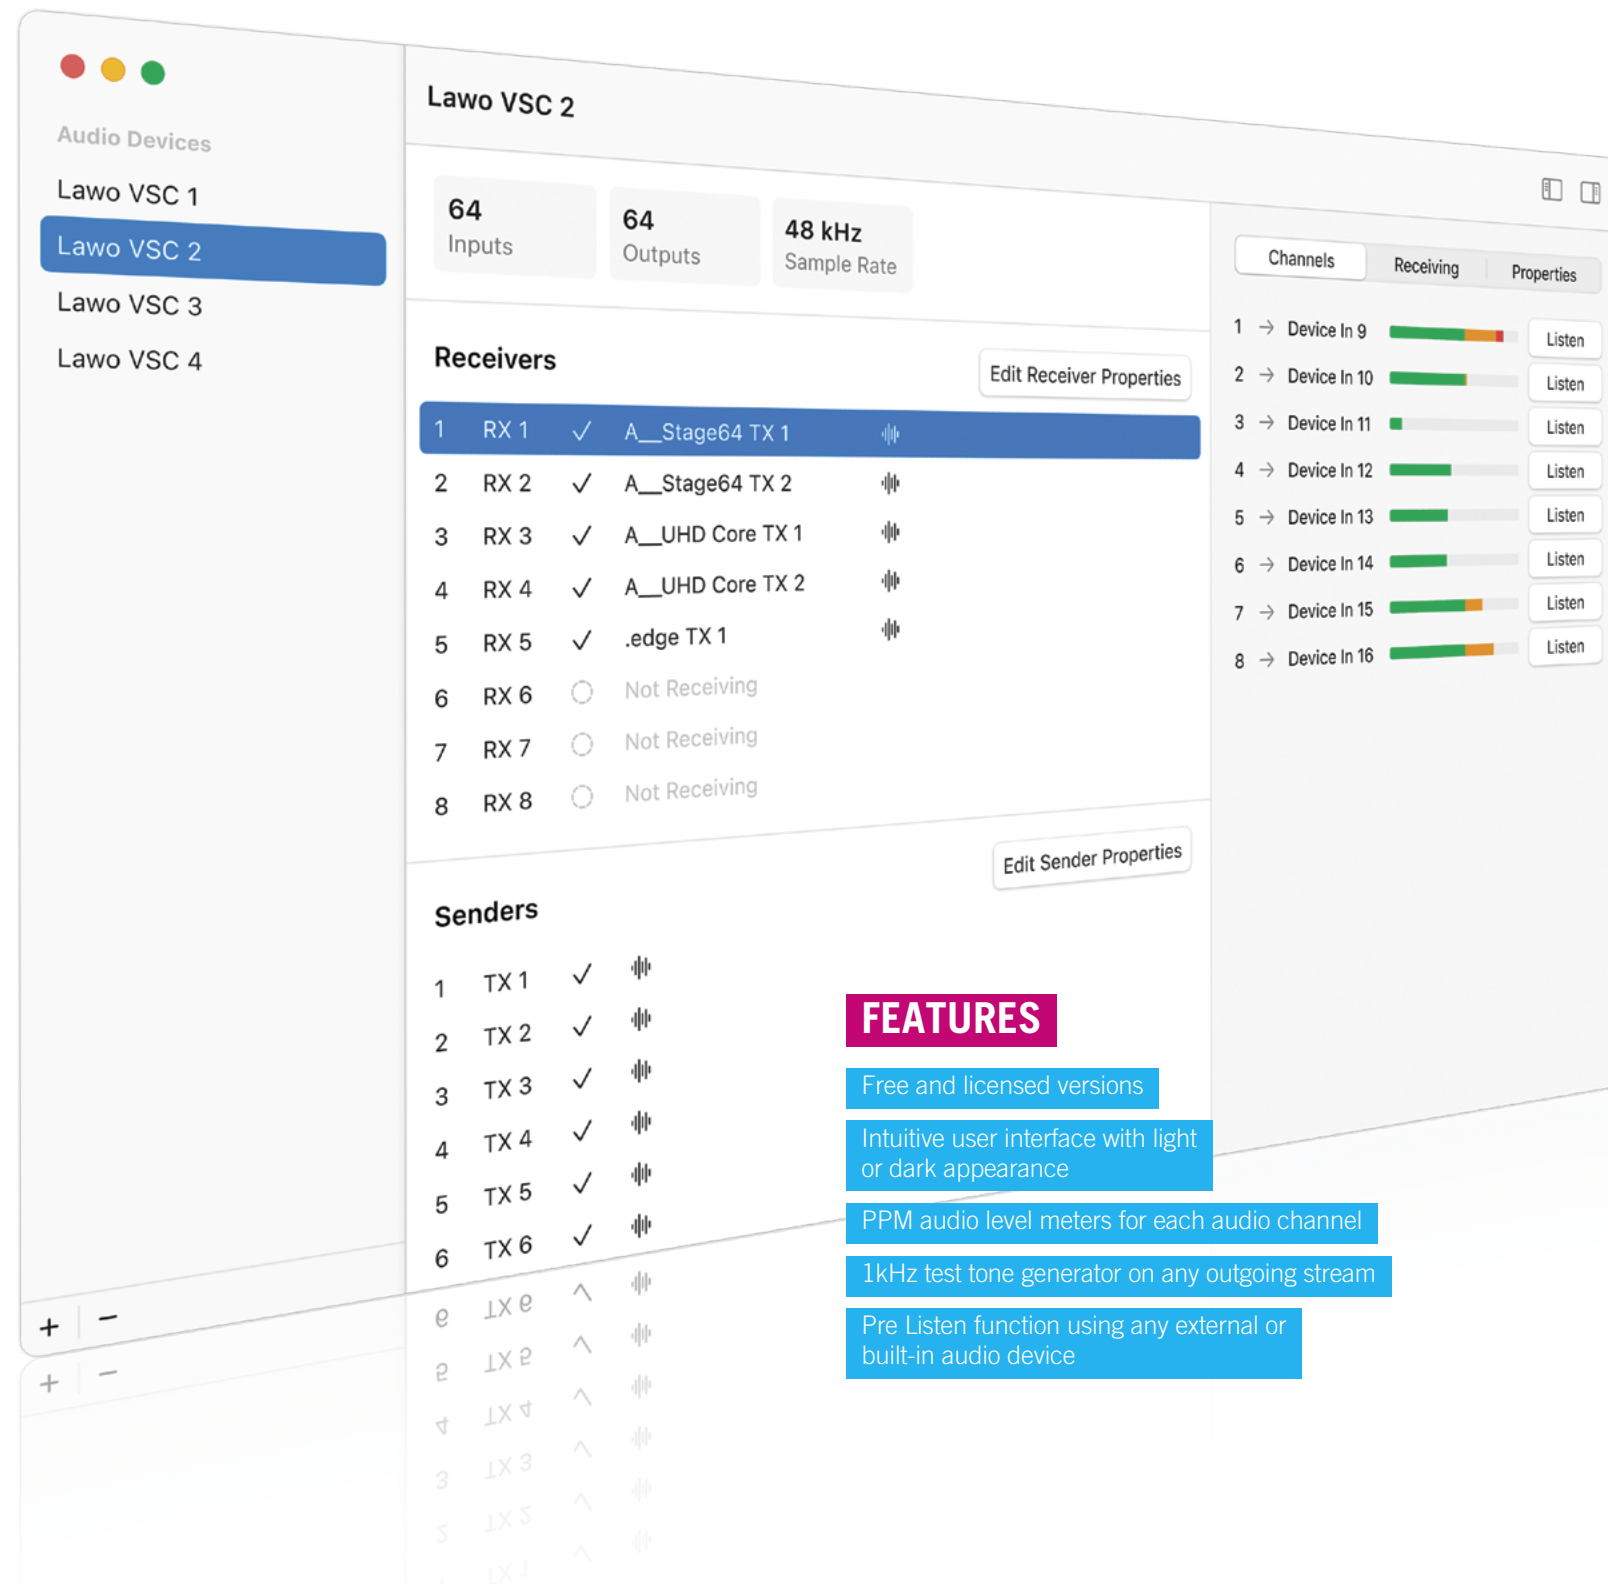 Audio Devices
Lawo VSC 1
Lawo VSC 2
Lawo VSC 3
Lawo VSC 4
+ −
Lawo VSC 2
64
Inputs
64
Outputs
48 kHz
Sample Rate
Receivers
Edit Receiver Properties
1 RX 1 ✓ A__Stage64 TX 1
2 RX 2 ✓ A__Stage64 TX 2
3 RX 3 ✓ A__UHD Core TX 1
4 RX 4 ✓ A__UHD Core TX 2
5 RX 5 ✓ .edge TX 1
6 RX 6 Not Receiving
7 RX 7 Not Receiving
8 RX 8 Not Receiving
Edit Sender Properties
Senders
1 TX 1 ✓
2 TX 2 ✓
3 TX 3 ✓
4 TX 4 ✓
5 TX 5 ✓
6 TX 6 ✓
Channels Receiving Properties
1 → Device In 9 Listen
2 → Device In 10 Listen
3 → Device In 11 Listen
4 → Device In 12 Listen
5 → Device In 13 Listen
6 → Device In 14 Listen
7 → Device In 15 Listen
8 → Device In 16 Listen
FEATURES
Free and licensed versions
Intuitive user interface with light
or dark appearance
PPM audio level meters for each audio channel
1kHz test tone generator on any outgoing stream
Pre Listen function using any external or
built-in audio device